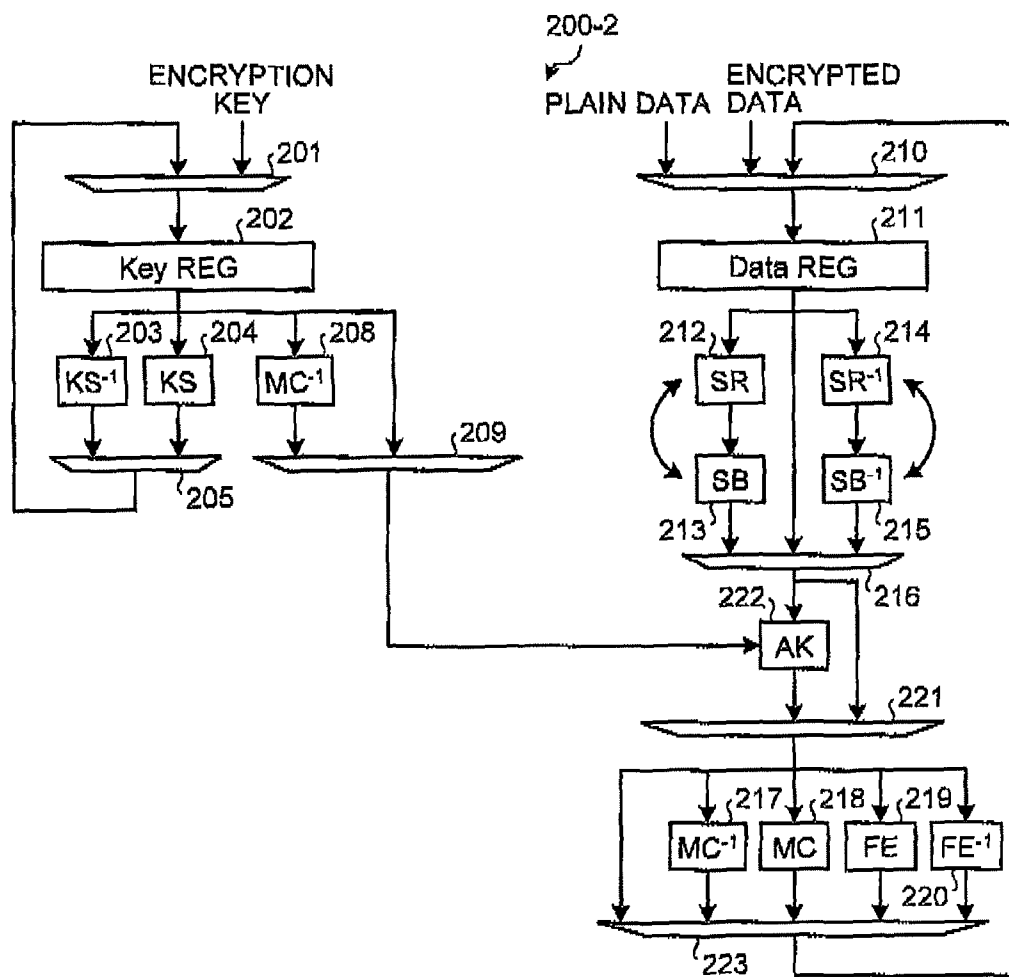 200-2
ENCRYPTION
KEY
PLAIN DATA
ENCRYPTED
DATA
201
210
202
211
Key REG
Data REG
203
204
208
212
214
KS-1
KS
MC-1
SR
SR-1
209
205
SB
SB-1
213
215
216
222
AK
221
217
218
219
MC-1
MC
FE
FE-1
220
223